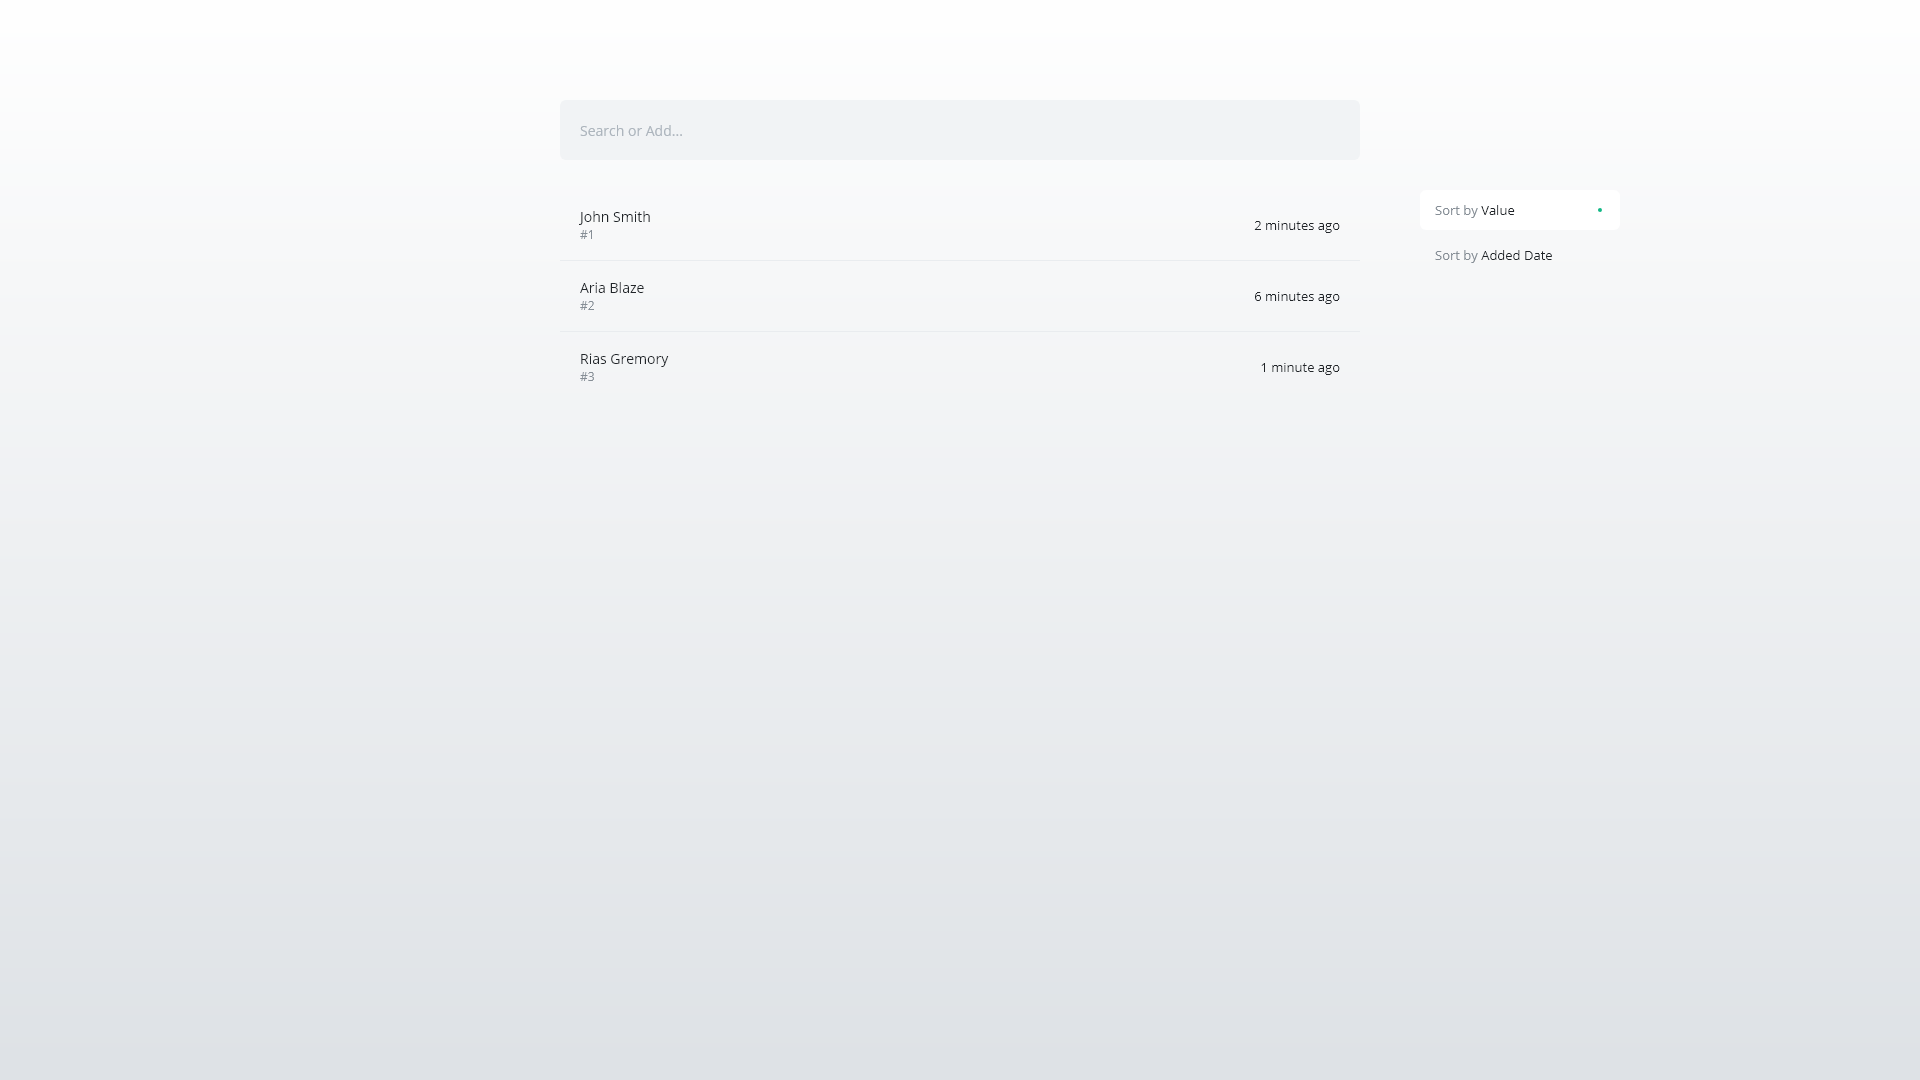 Search or Add...
John Smith
#1
2 minutes ago
Aria Blaze
#2
6 minutes ago
Rias Gremory
#3
1 minute ago
Sort by Value
Sort by Added Date